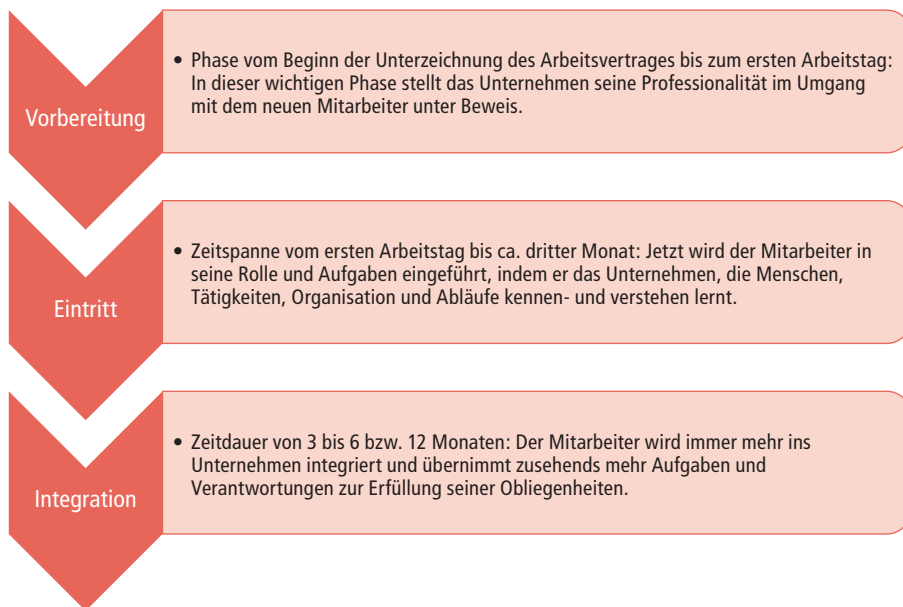 Vorbereitung
• Phase vom Beginn der Unterzeichnung des Arbeitsvertrages bis zum ersten Arbeitstag:
In dieser wichtigen Phase stellt das Unternehmen seine Professionalität im Umgang
mit dem neuen Mitarbeiter unter Beweis.
Eintritt
• Zeitspanne vom ersten Arbeitstag bis ca. dritter Monat: Jetzt wird der Mitarbeiter in
seine Rolle und Aufgaben eingeführt, indem er das Unternehmen, die Menschen,
Tätigkeiten, Organisation und Abläufe kennen- und verstehen lernt.
Integration
• Zeitdauer von 3 bis 6 bzw. 12 Monaten: Der Mitarbeiter wird immer mehr ins
Unternehmen integriert und übernimmt zusehends mehr Aufgaben und
Verantwortungen zur Erfüllung seiner Obliegenheiten.